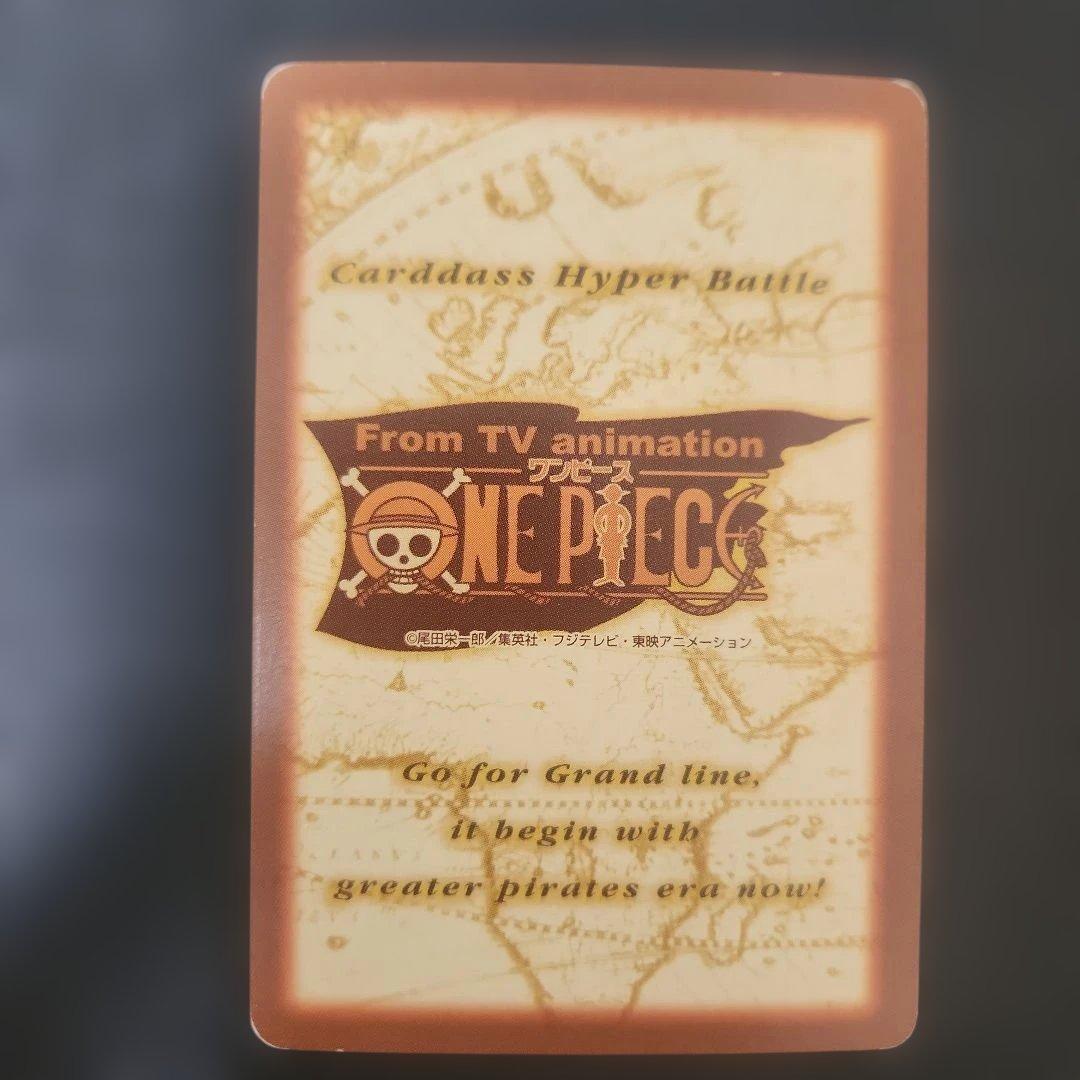 Carddass Hyper Battle
From TV animation
ワンピース
ONE PIECE
©尾田栄一郎／集英社・フジテレビ・東映アニメーション
Go for Grand line,
it begin with
greater pirates era now!